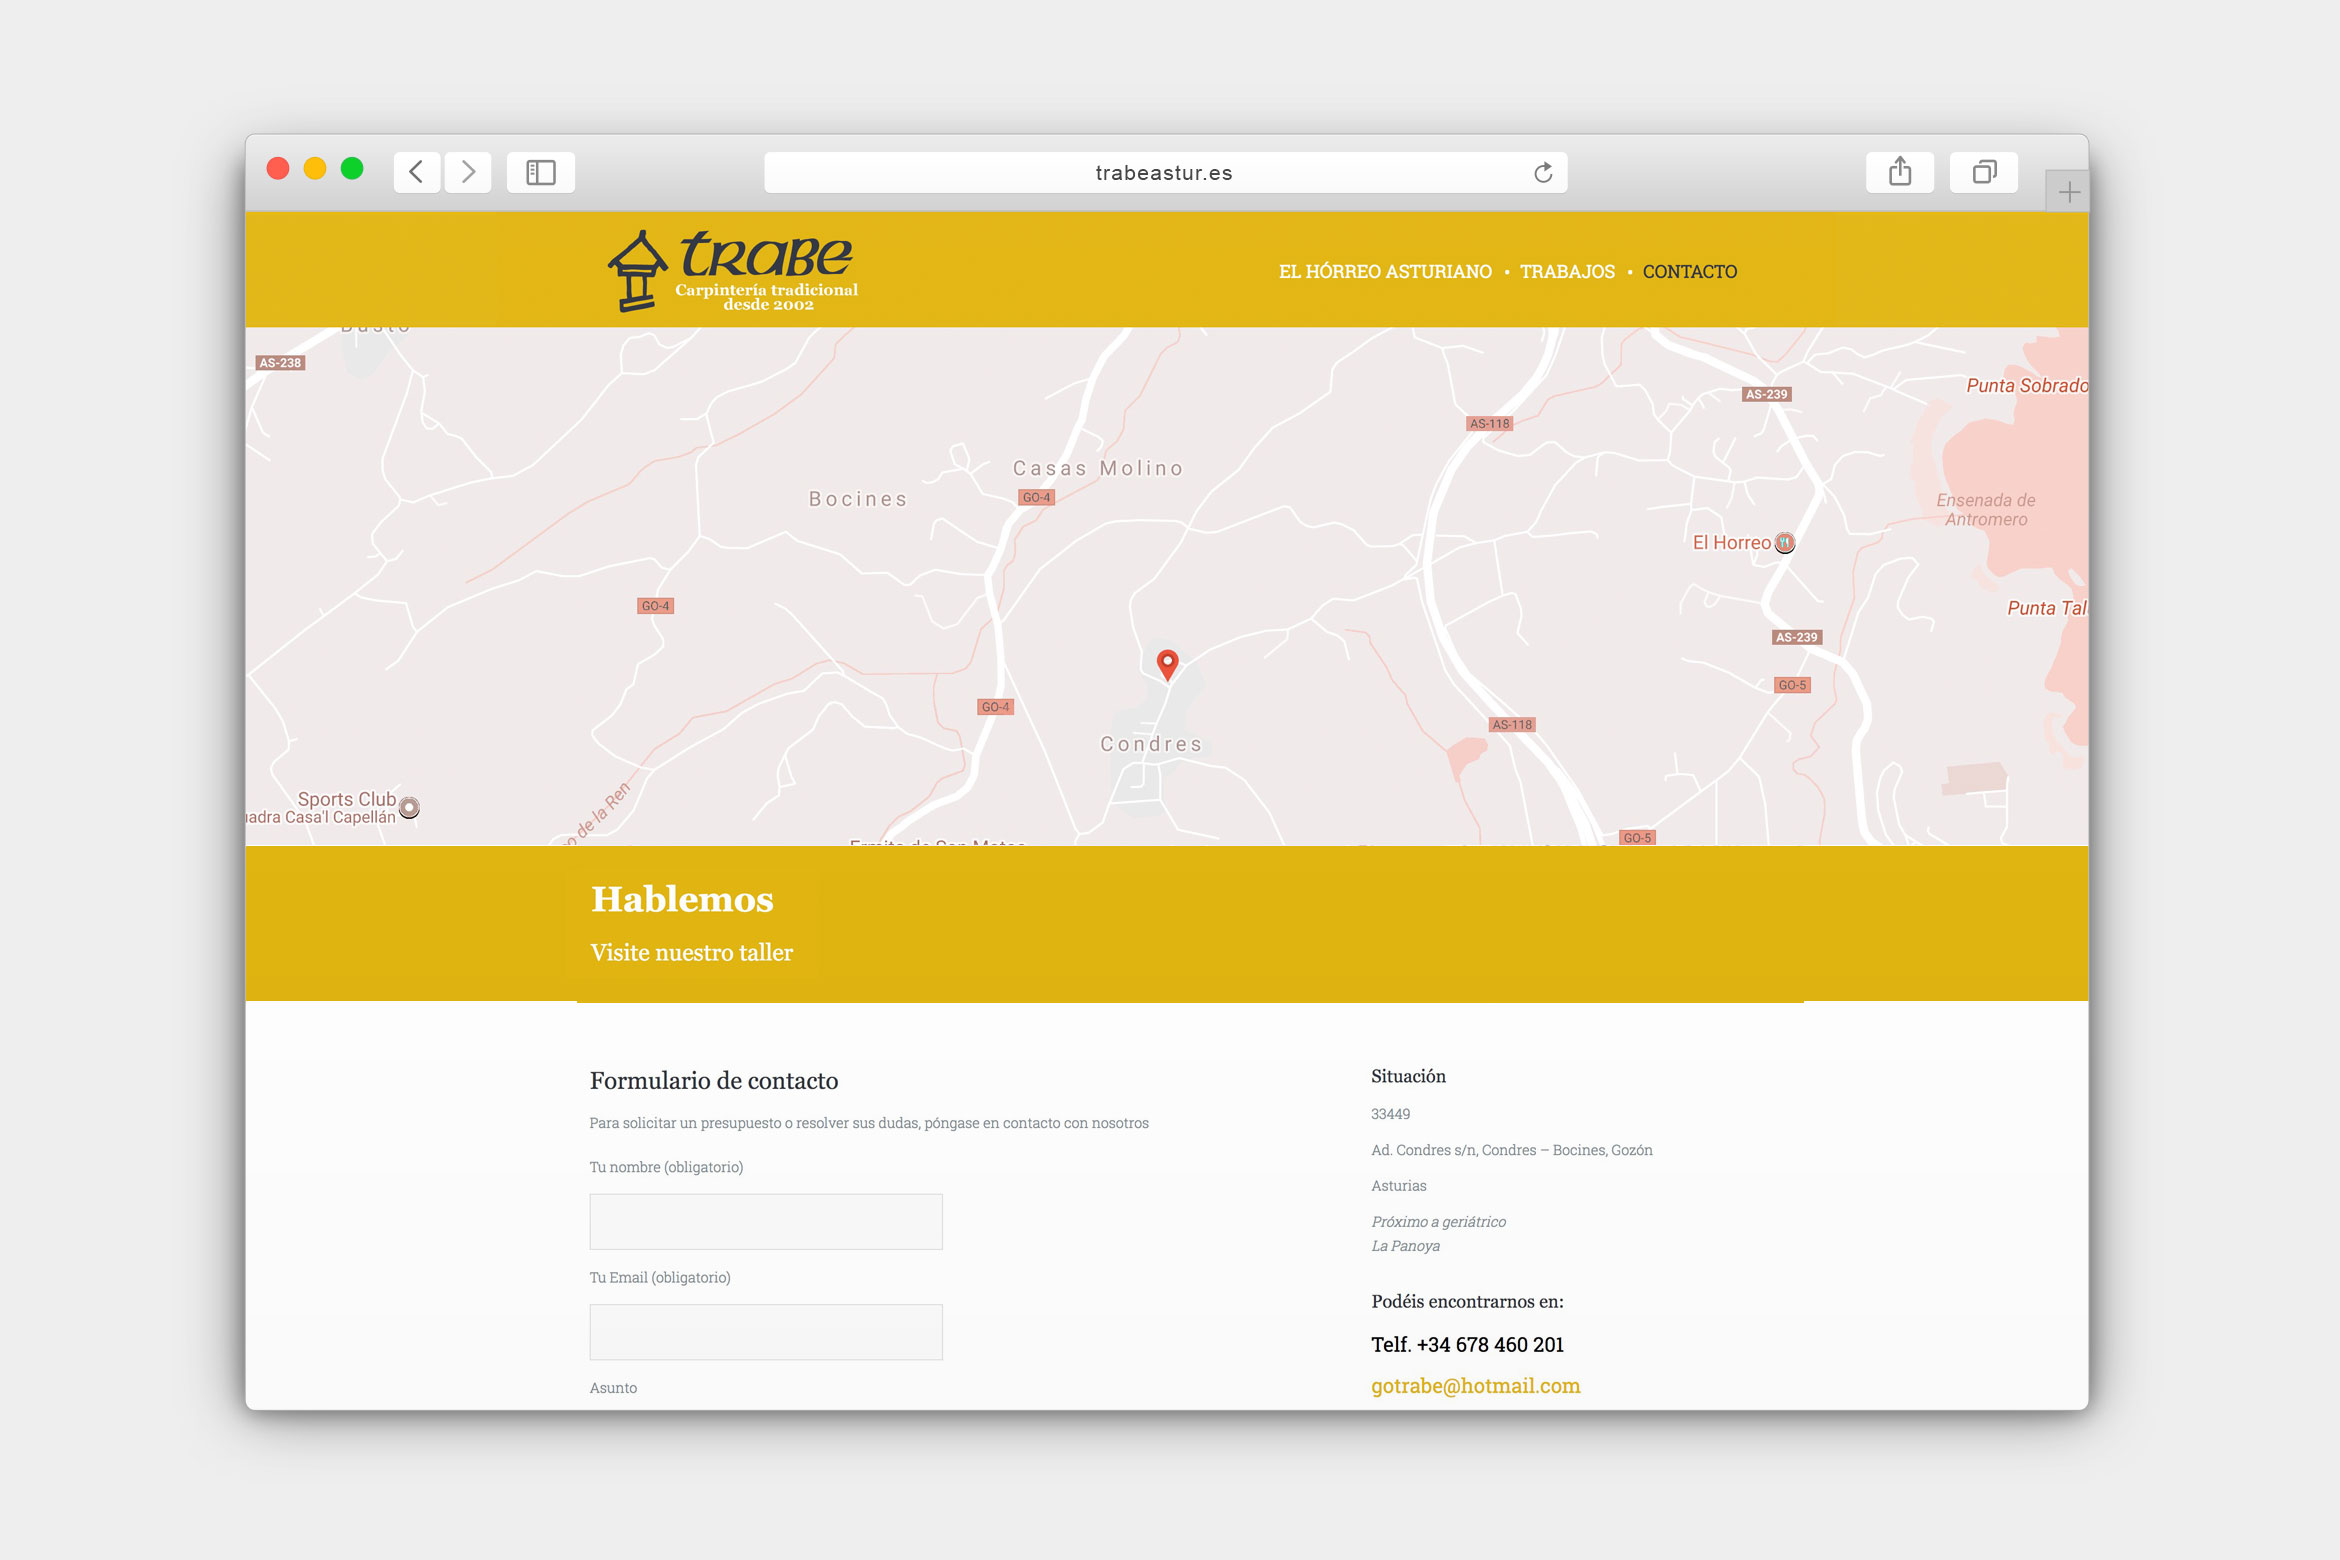 trabeastur.es
trabe
Carpintería tradicional
desde 2002
EL HÓRREO ASTURIANO • TRABAJOS • CONTACTO
AS-238
AS-239
Punta Sobrado
AS-118
Casas Molino
Bocines
GO-4
Ensenada de
Antromero
El Horreo
GO-4
Punta
AS-239
GO-5
GO-4
AS-118
Condres
Sports Club
Casa'l Capellán
de la Ren
GO-5
Hablemos
Visite nuestro taller
Formulario de contacto
Para solicitar un presupuesto o resolver sus dudas, póngase en contacto con nosotros
Tu nombre (obligatorio)
Tu Email (obligatorio)
Asunto
Situación
33449
Ad. Condres s/n, Condres – Bocines, Gozón
Asturias
Próximo a geriátrico
La Panoya
Podéis encontrarnos en:
Telf. +34 678 460 201
gotrabe@hotmail.com